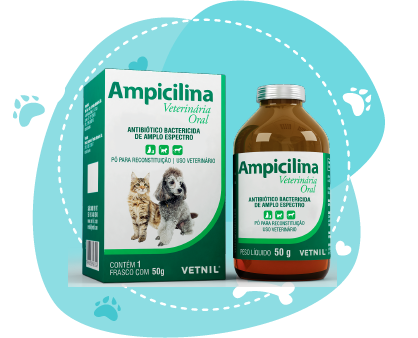 Ampicilina
Veterinária
Oral
ANTIBIÓTICO BACTERICIDA
DE AMPLO ESPECTRO
PÓ PARA RECONSTITUIÇÃO | USO VETERINÁRIO
CONTÉM 1
FRASCO COM 50g
VETNIL®
Ampicilina
Veterinária
Oral
ANTIBIÓTICO BACTERICIDA
DE AMPLO ESPECTRO
PÓ PARA RECONSTITUIÇÃO
USO VETERINÁRIO
PESO LÍQUIDO 50 g
VETNIL®